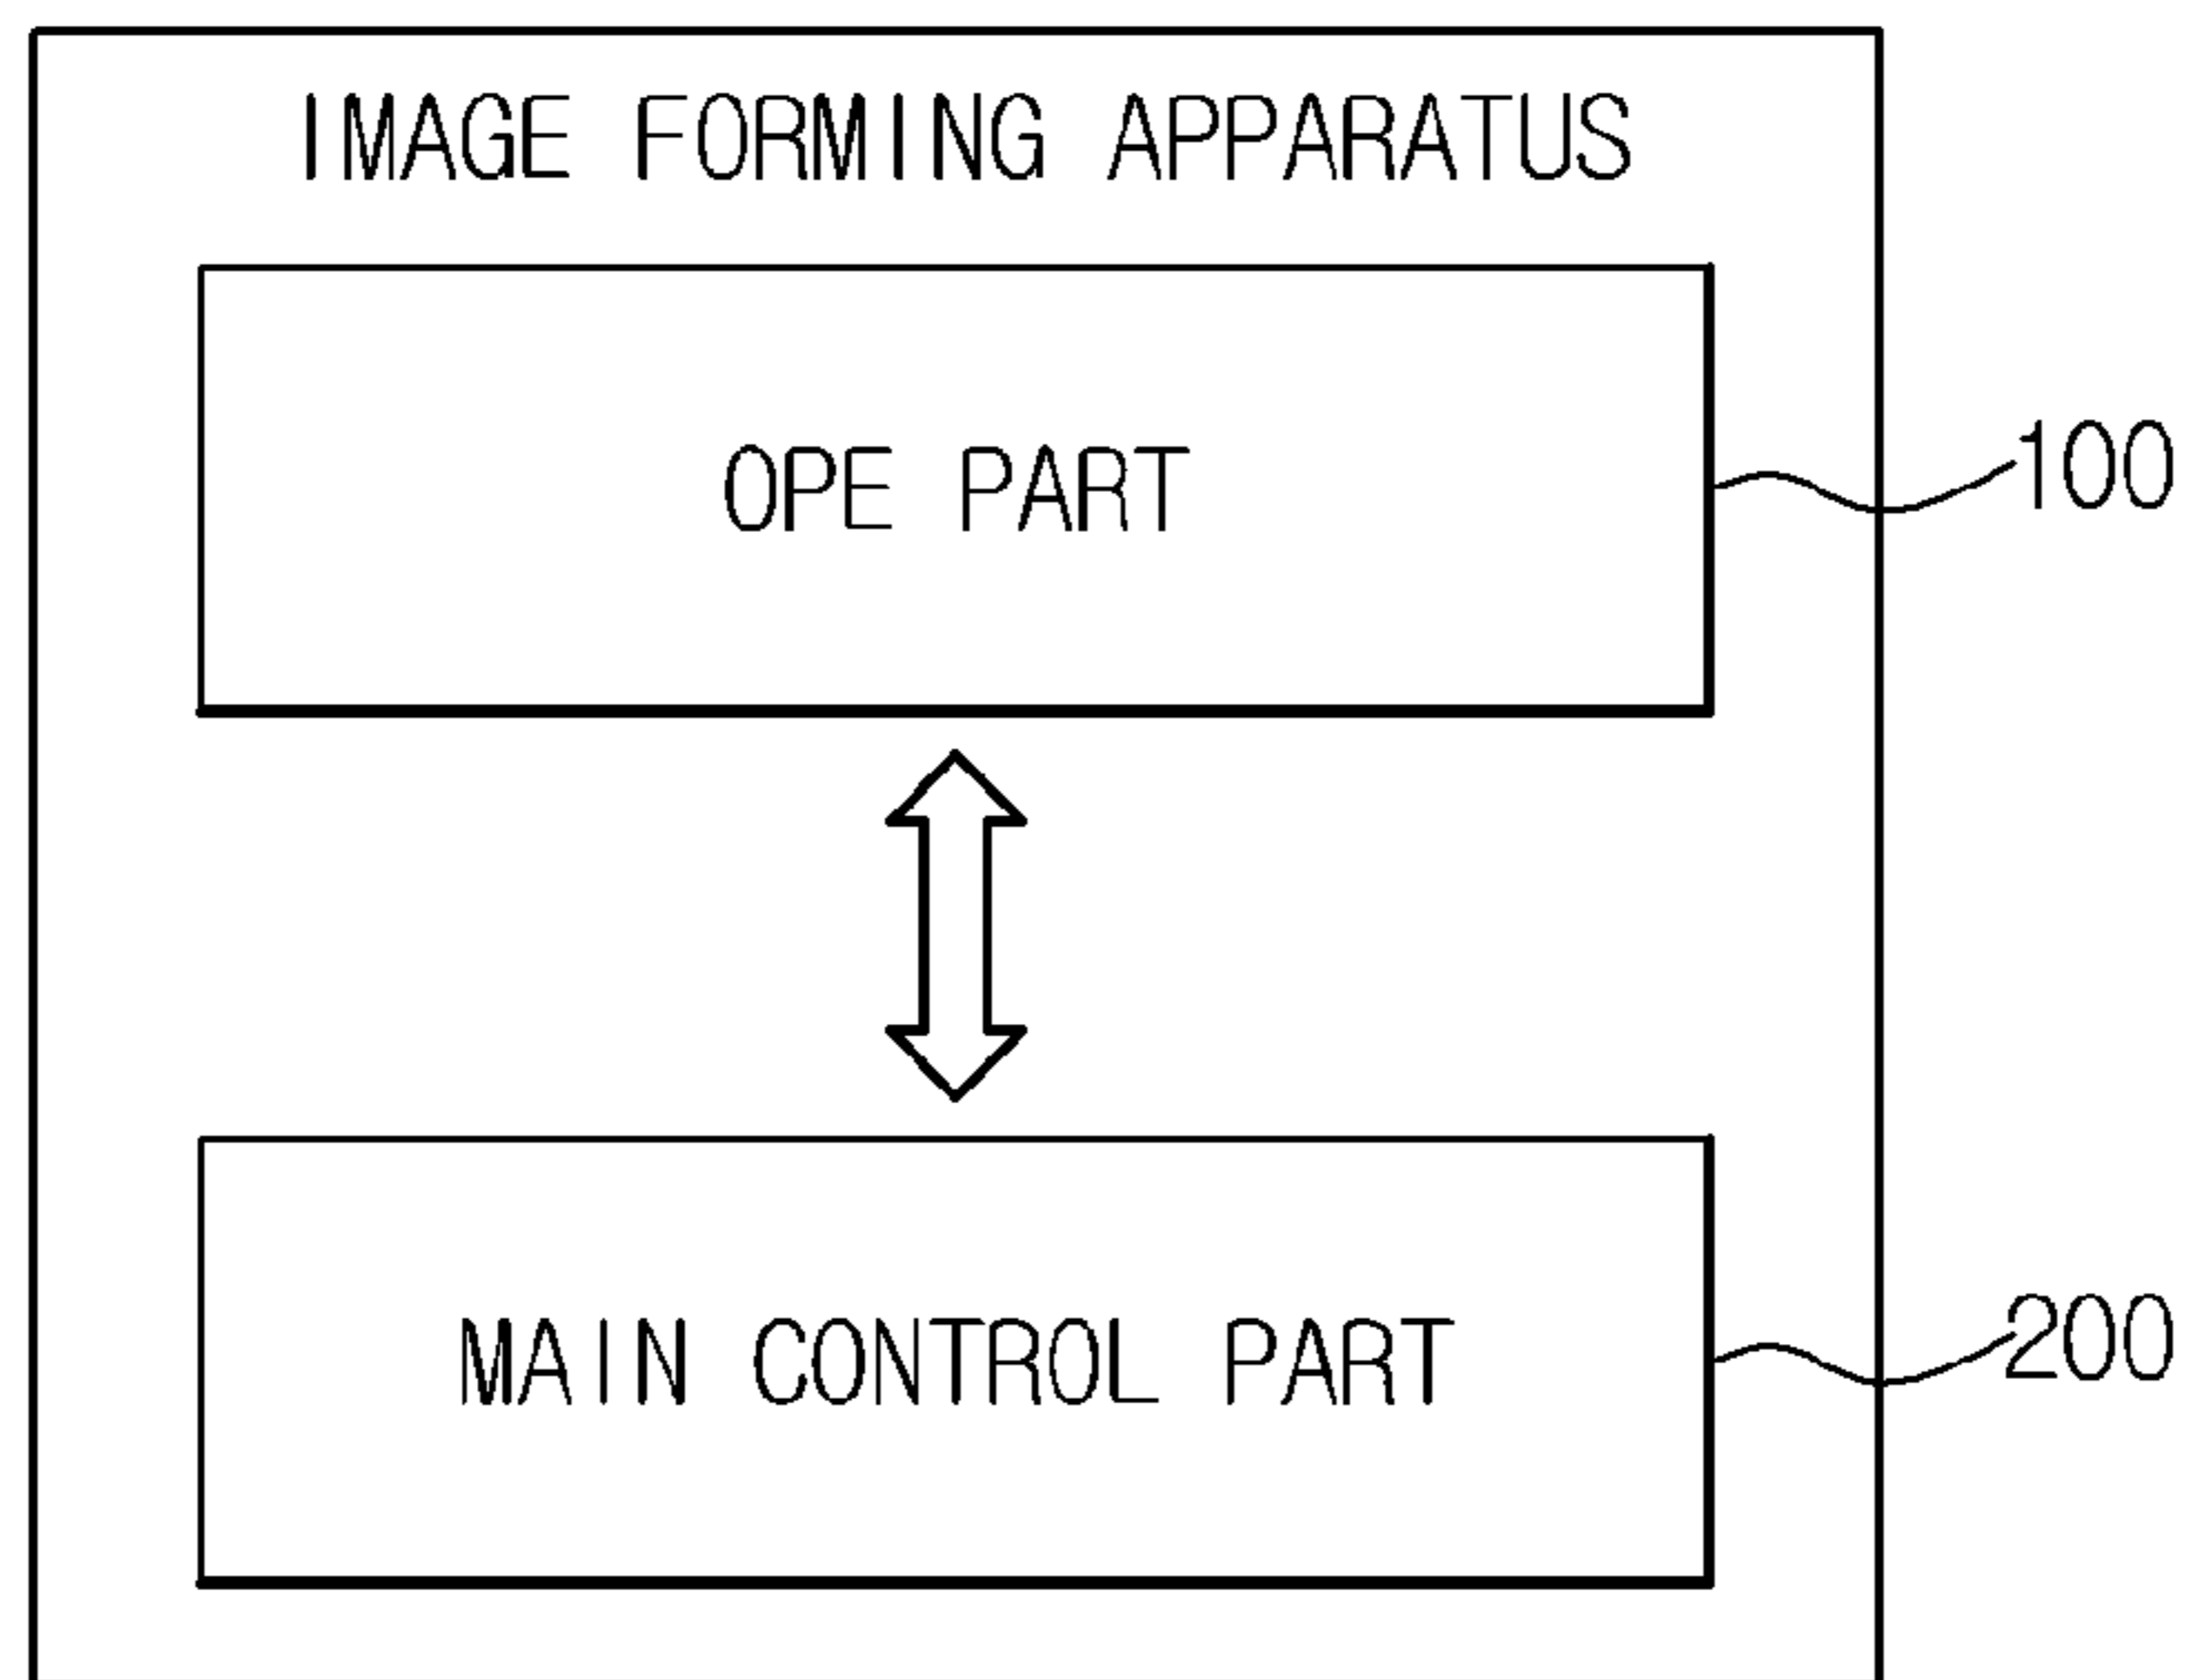 IMAGE FORMING APPARATUS
OPE PART
100
MAIN CONTROL PART
200